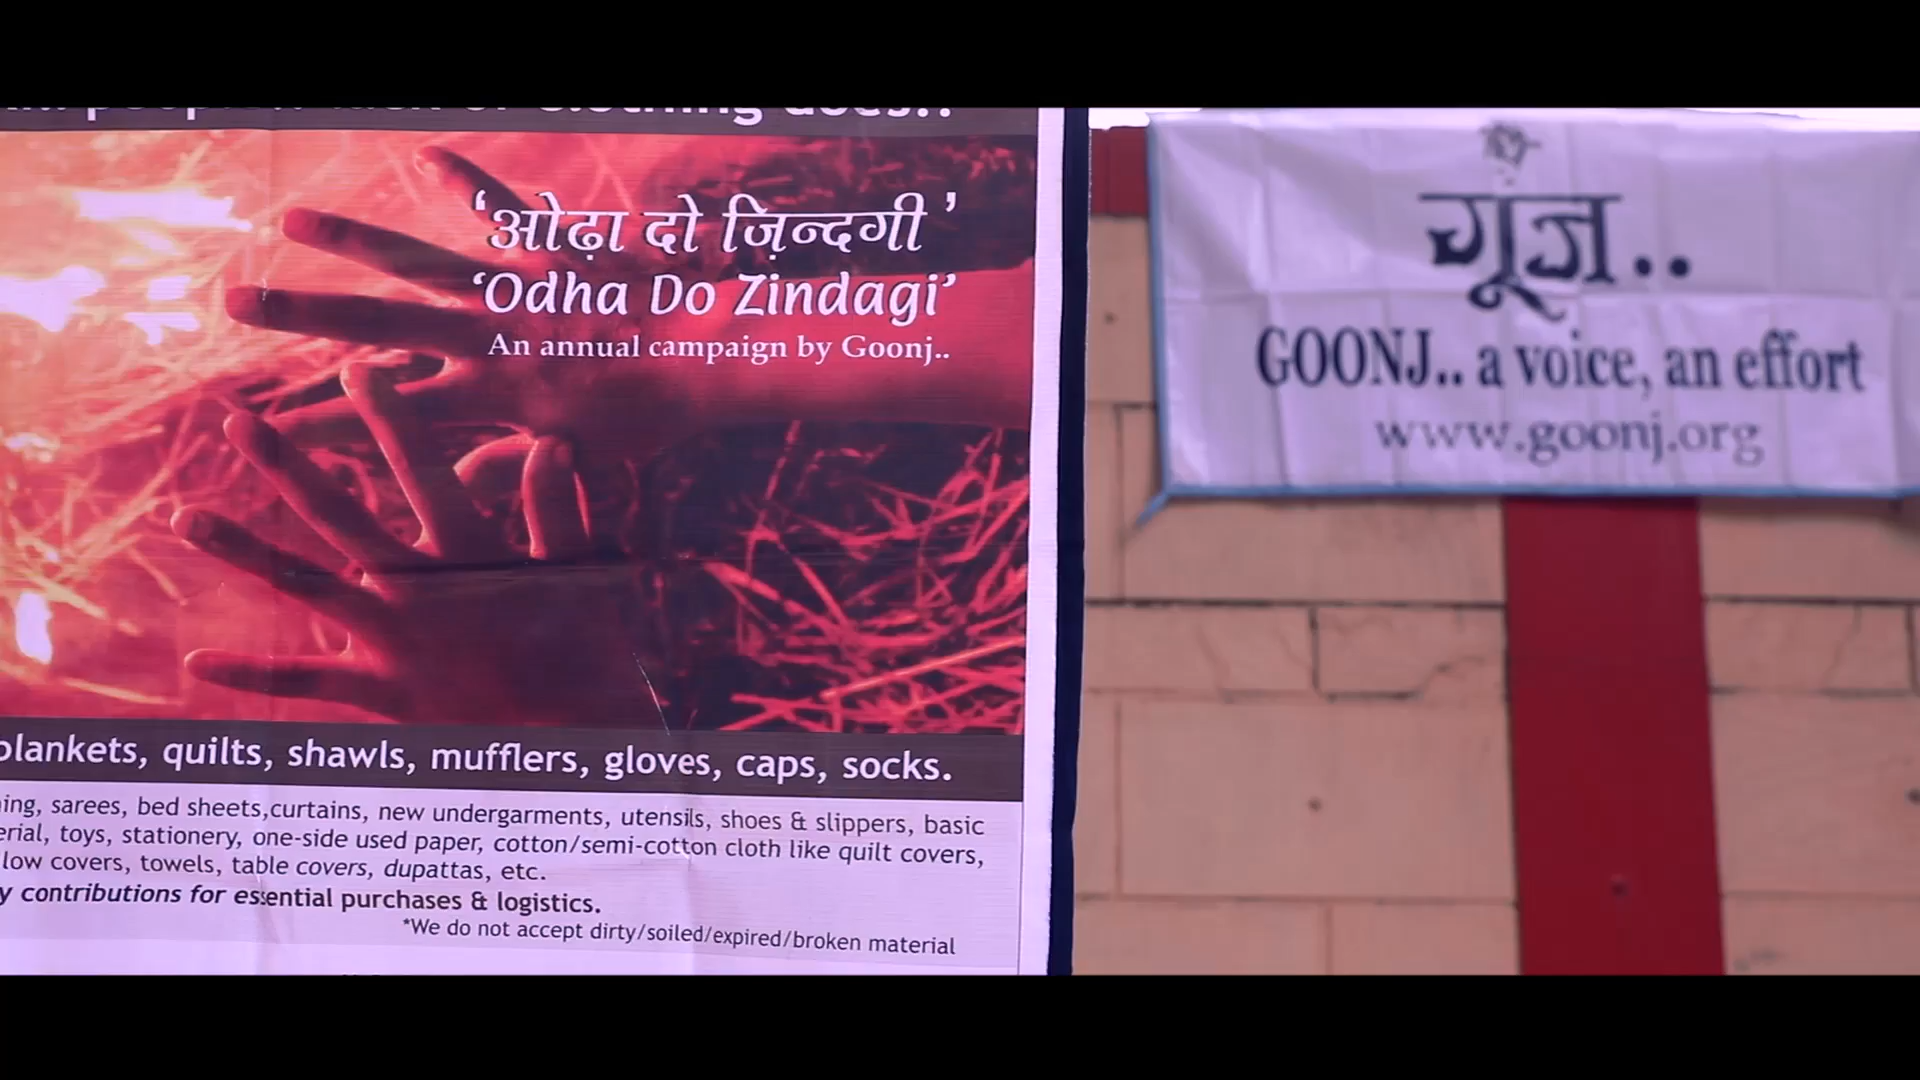 of clothing does..
'ओढ़ा दो ज़िन्दगी'
'Odha Do Zindagi'
An annual campaign by Goonj..
blankets, quilts, shawls, mufflers, gloves, caps, socks.
sarees, bed sheets,curtains, new undergarments, utensils, shoes & slippers, basic
toys, stationery, one-side used paper, cotton/semi-cotton cloth like quilt covers,
covers, towels, table covers, dupattas, etc.
contributions for essential purchases & logistics.
*We do not accept dirty/soiled/expired/broken material
गूंज..
GOONJ.. a voice, an effort
www.goonj.org